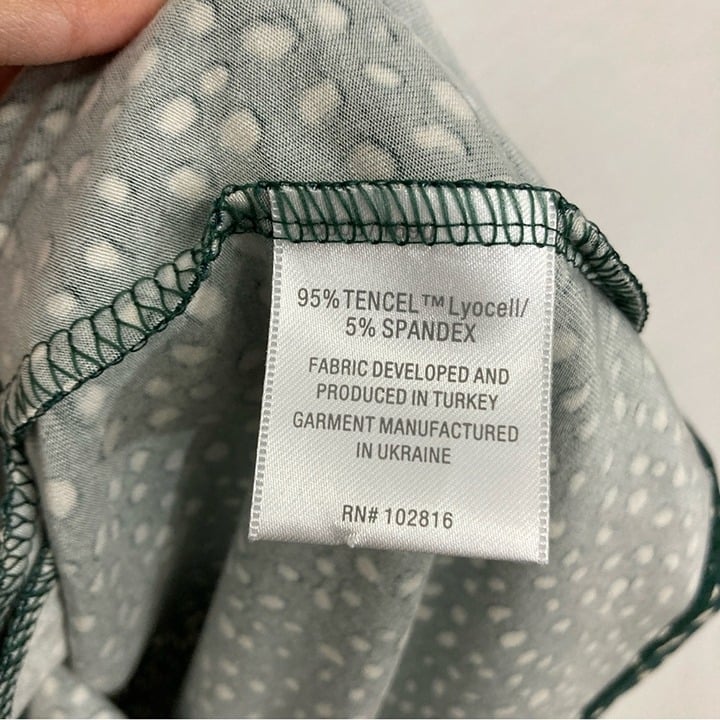 95% TENCEL™ Lyocell/
5% SPANDEX
FABRIC DEVELOPED AND
PRODUCED IN TURKEY
GARMENT MANUFACTURED
IN UKRAINE
RN# 102816